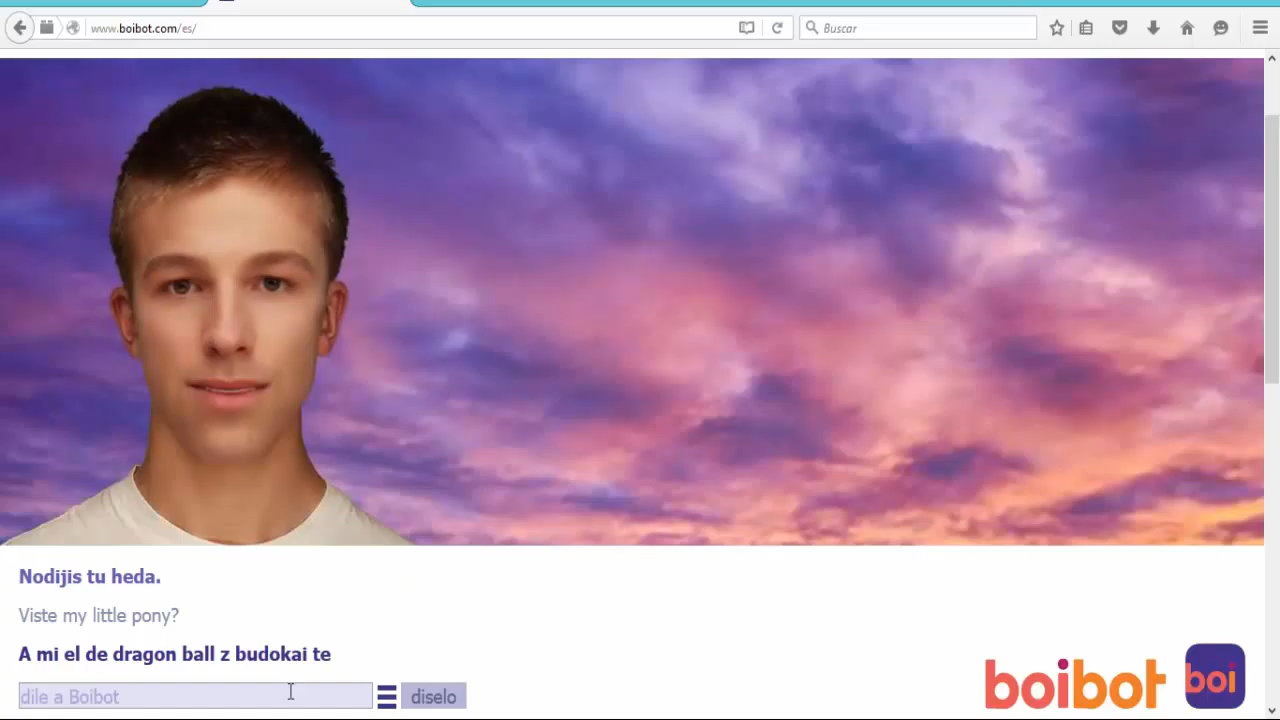 www.boibot.com/es/
Buscar
Nodijis tu heda.
Viste my little pony?
A mi el de dragon ball z budokai te
dile a Boibot
diselo
boibot
boi